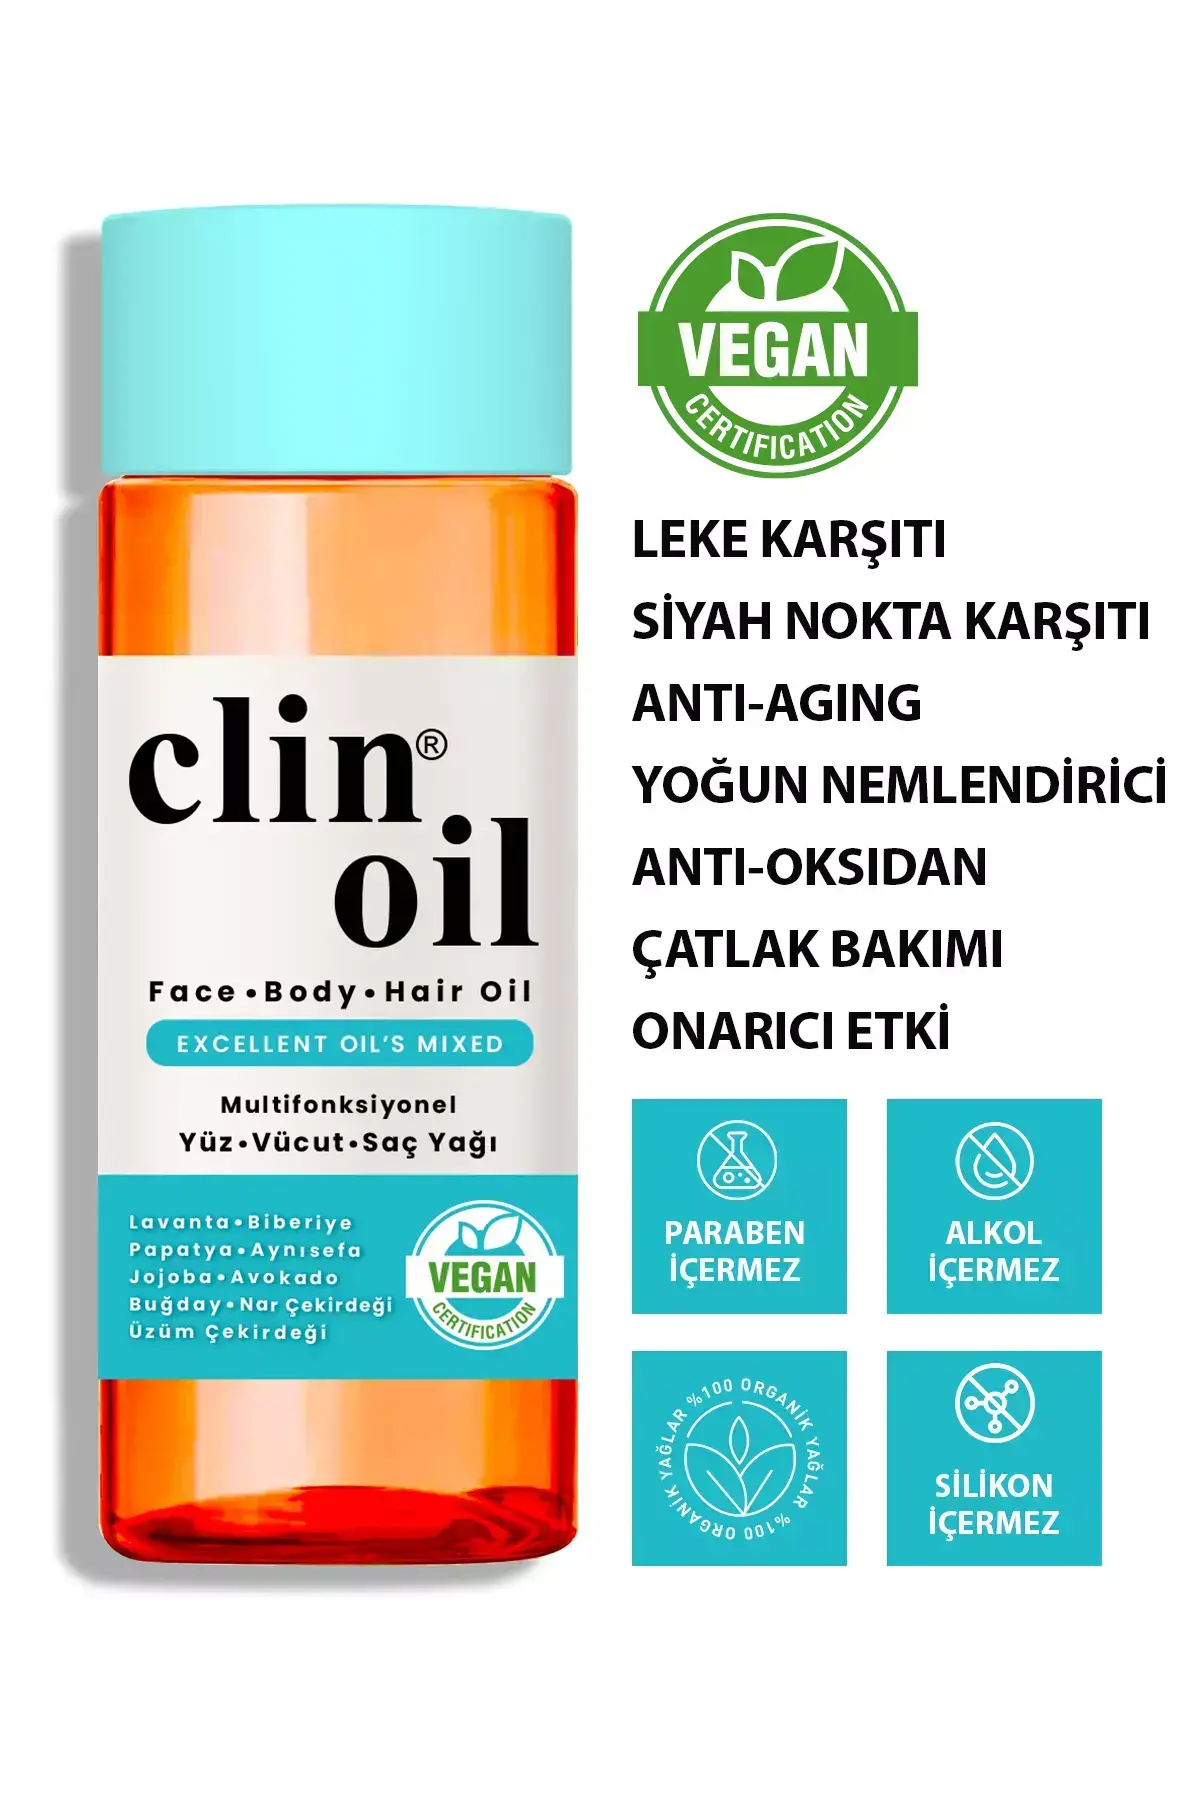 clin®
oil
Face • Body • Hair Oil
EXCELLENT OIL'S MIXED
Multifonksiyonel
Yüz • Vücut • Saç Yağı
Lavanta • Biberiye
Papatya • Aynısefa
Jojoba • Avokado
Buğday • Nar Çekirdeği
Üzüm Çekirdeği
VEGAN
CERTIFICATION
VEGAN
CERTIFICATION
LEKE KARŞITI
SİYAH NOKTA KARŞITI
ANTI-AGING
YOĞUN NEMLENDİRİCİ
ANTI-OKSIDAN
ÇATLAK BAKIMI
ONARICI ETKİ
PARABEN
İÇERMEZ
ALKOL
İÇERMEZ
%100 ORGANİK YAĞLAR
%100 ORGANİK YAĞLAR
SİLİKON
İÇERMEZ